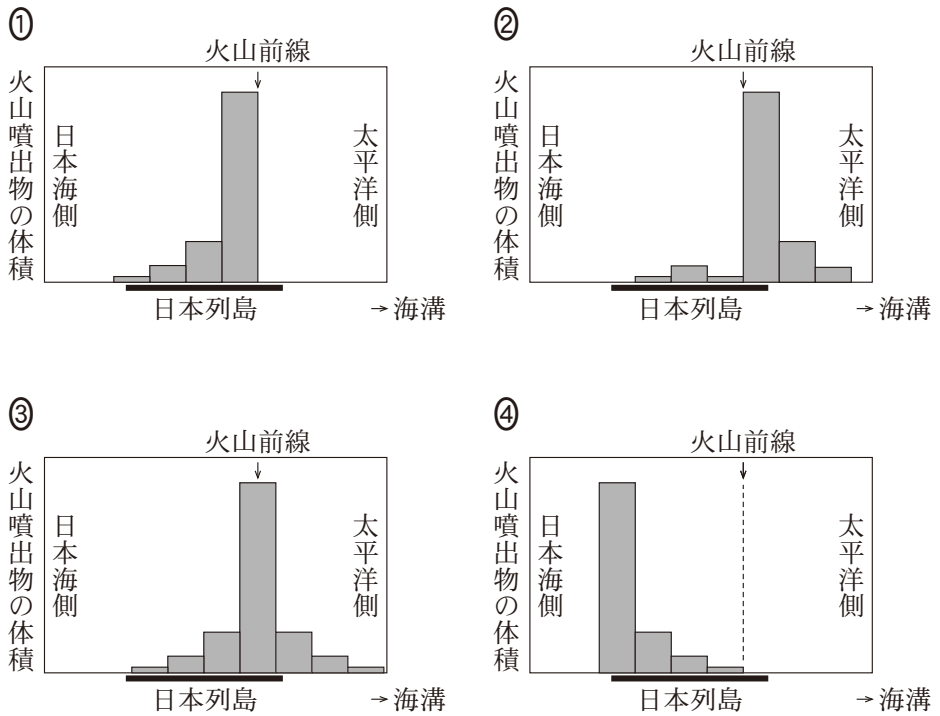 ①
火山前線
火山噴出物の体積
日本海側
太平洋側
日本列島
→海溝
②
火山前線
火山噴出物の体積
日本海側
太平洋側
日本列島
→海溝
③
火山前線
火山噴出物の体積
日本海側
太平洋側
日本列島
→海溝
④
火山前線
火山噴出物の体積
日本海側
太平洋側
日本列島
→海溝